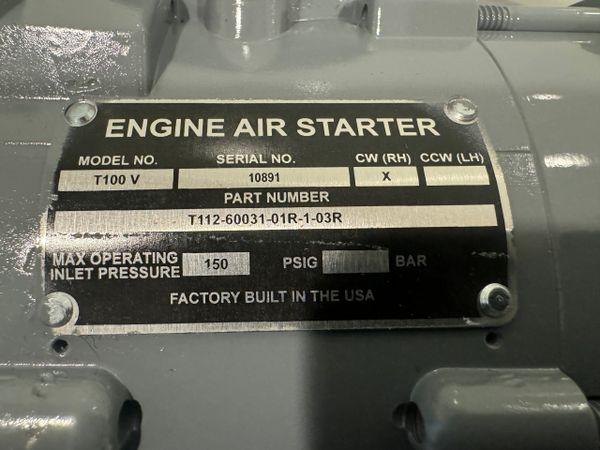 ENGINE AIR STARTER
MODEL NO. SERIAL NO. CW (RH) CCW (LH)
T100 V 10891 X
PART NUMBER
T112-60031-01R-1-03R
MAX OPERATING
INLET PRESSURE 150 PSIG BAR
FACTORY BUILT IN THE USA